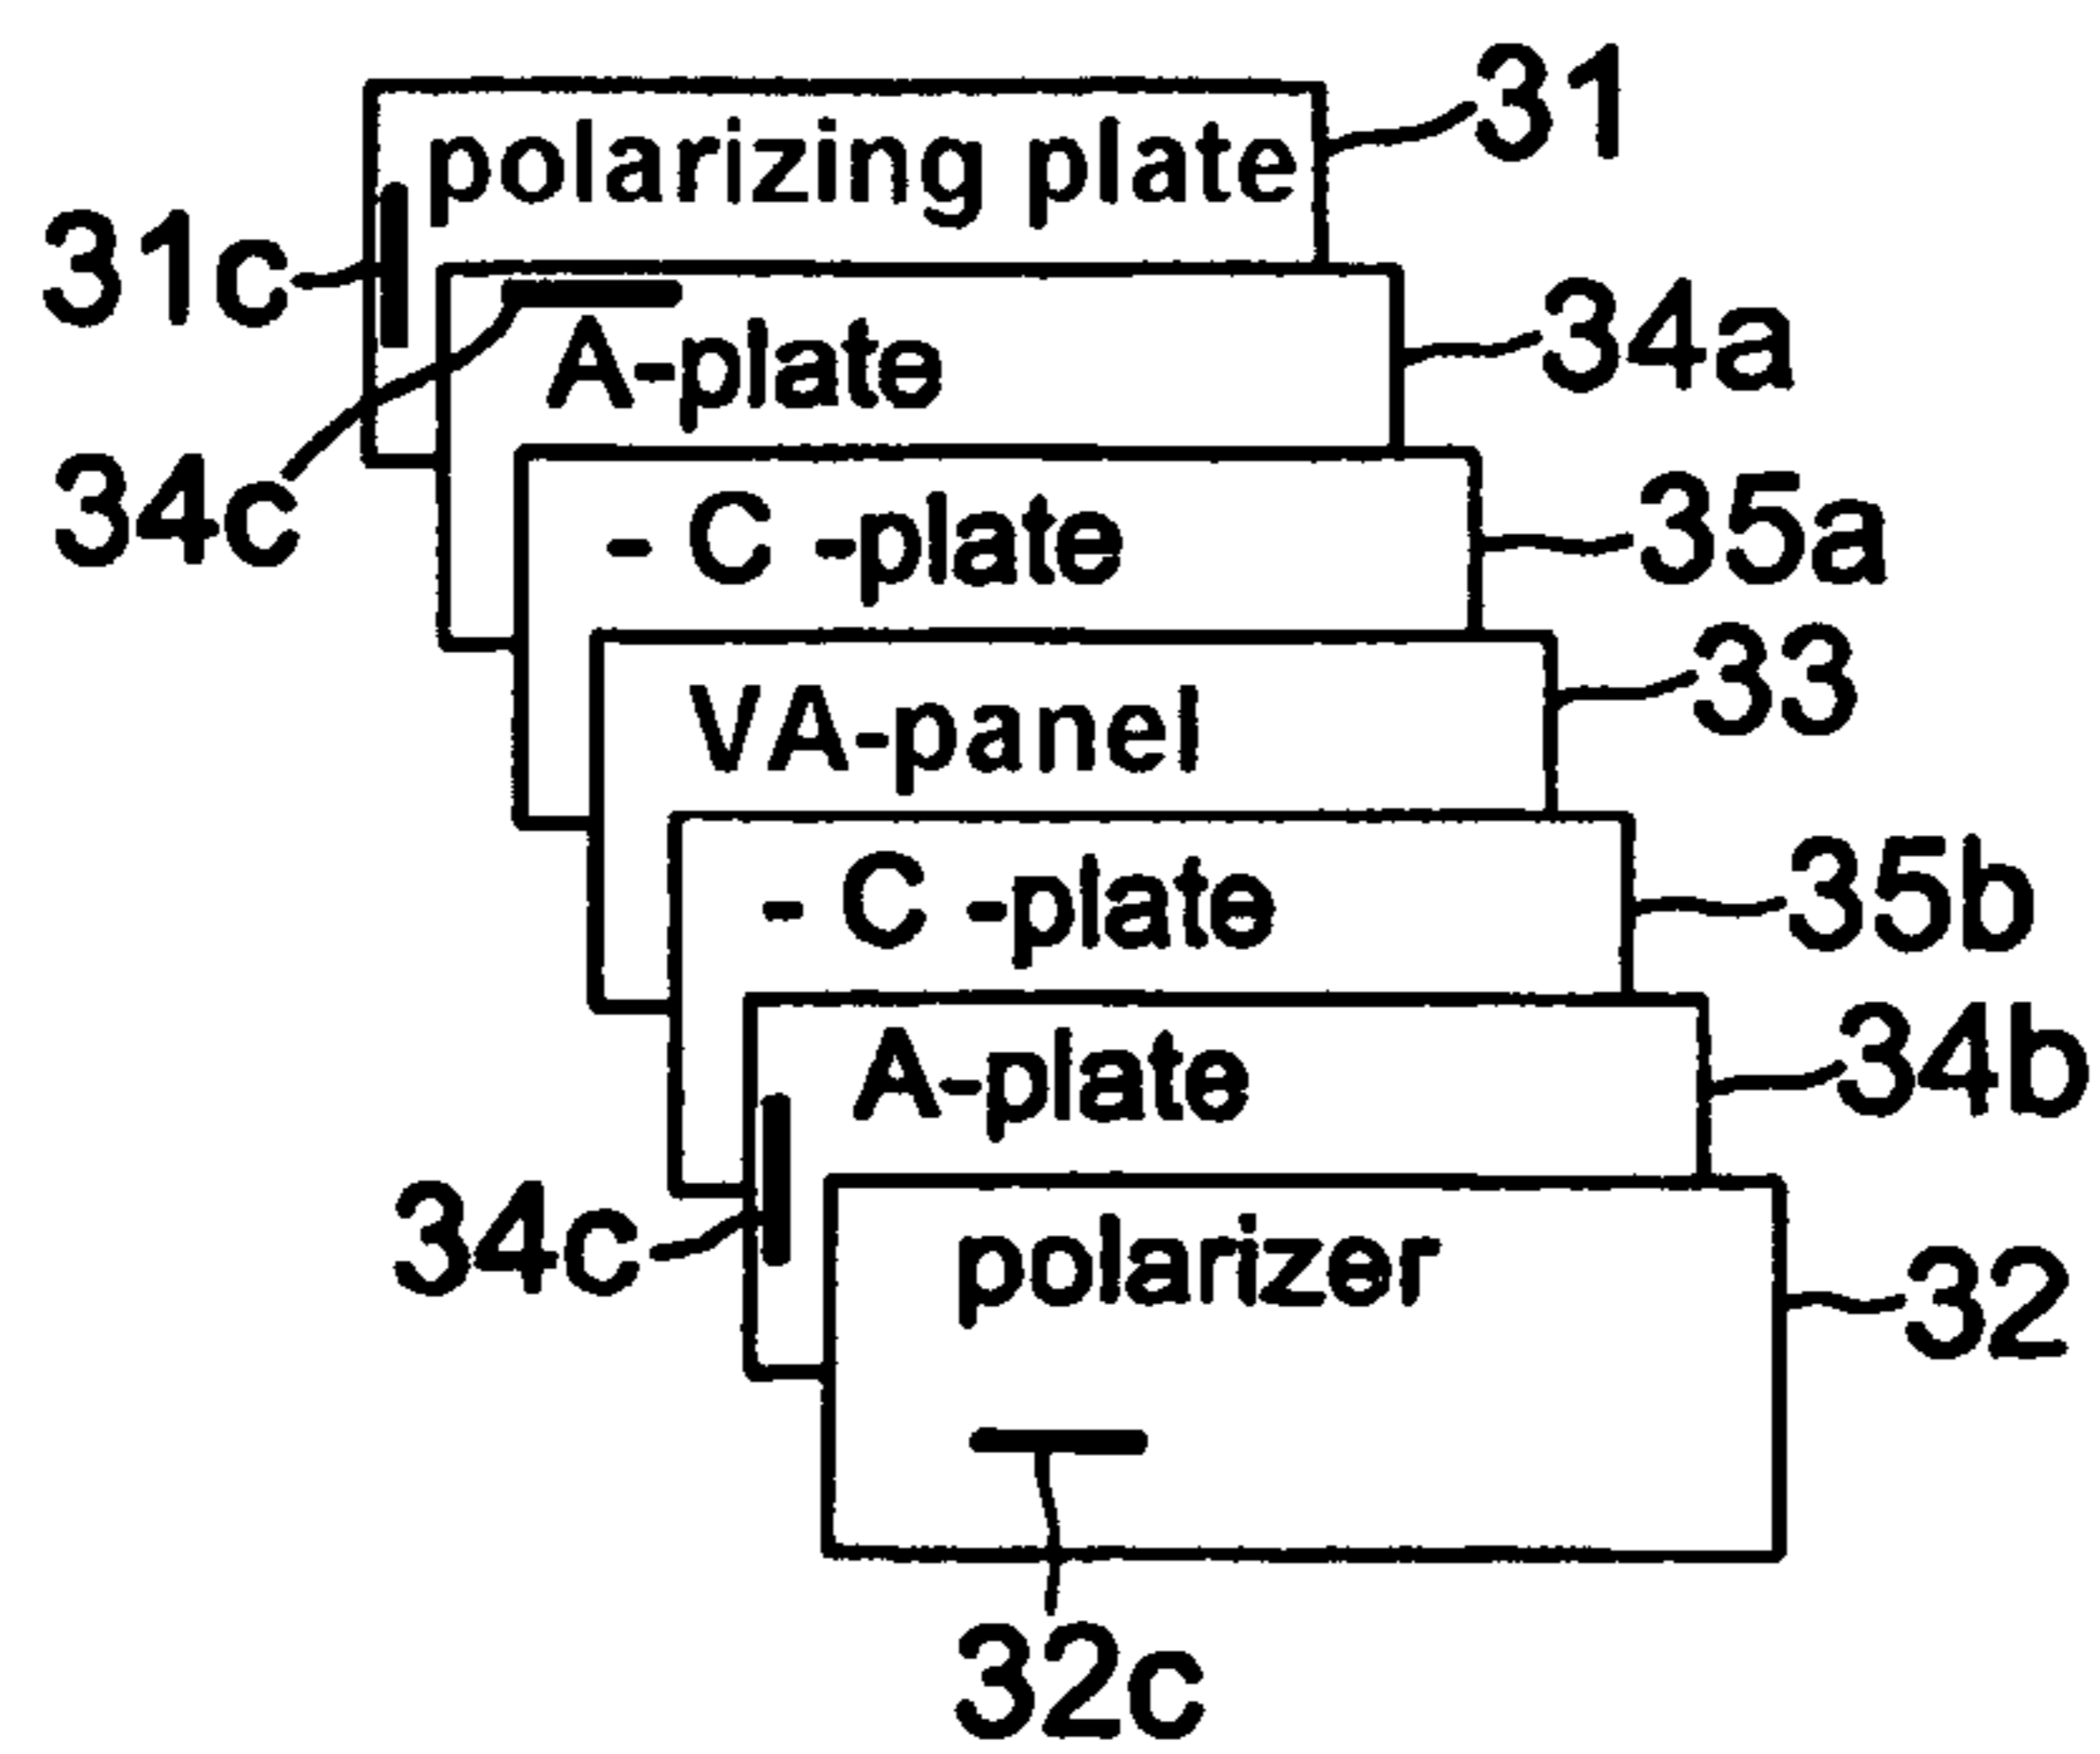 31
polarizing plate
31c
34a
A-plate
34c
35a
- C -plate
33
VA-panel
35b
- C -plate
34b
A-plate
34c
polarizer
32
32c